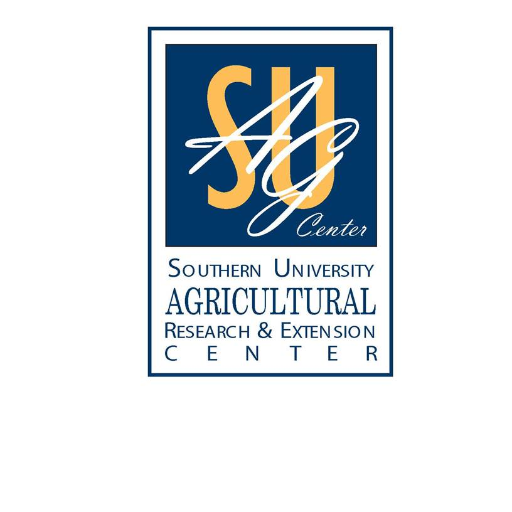 SU
AG
Center
SOUTHERN UNIVERSITY
AGRICULTURAL
RESEARCH & EXTENSION
CENTER